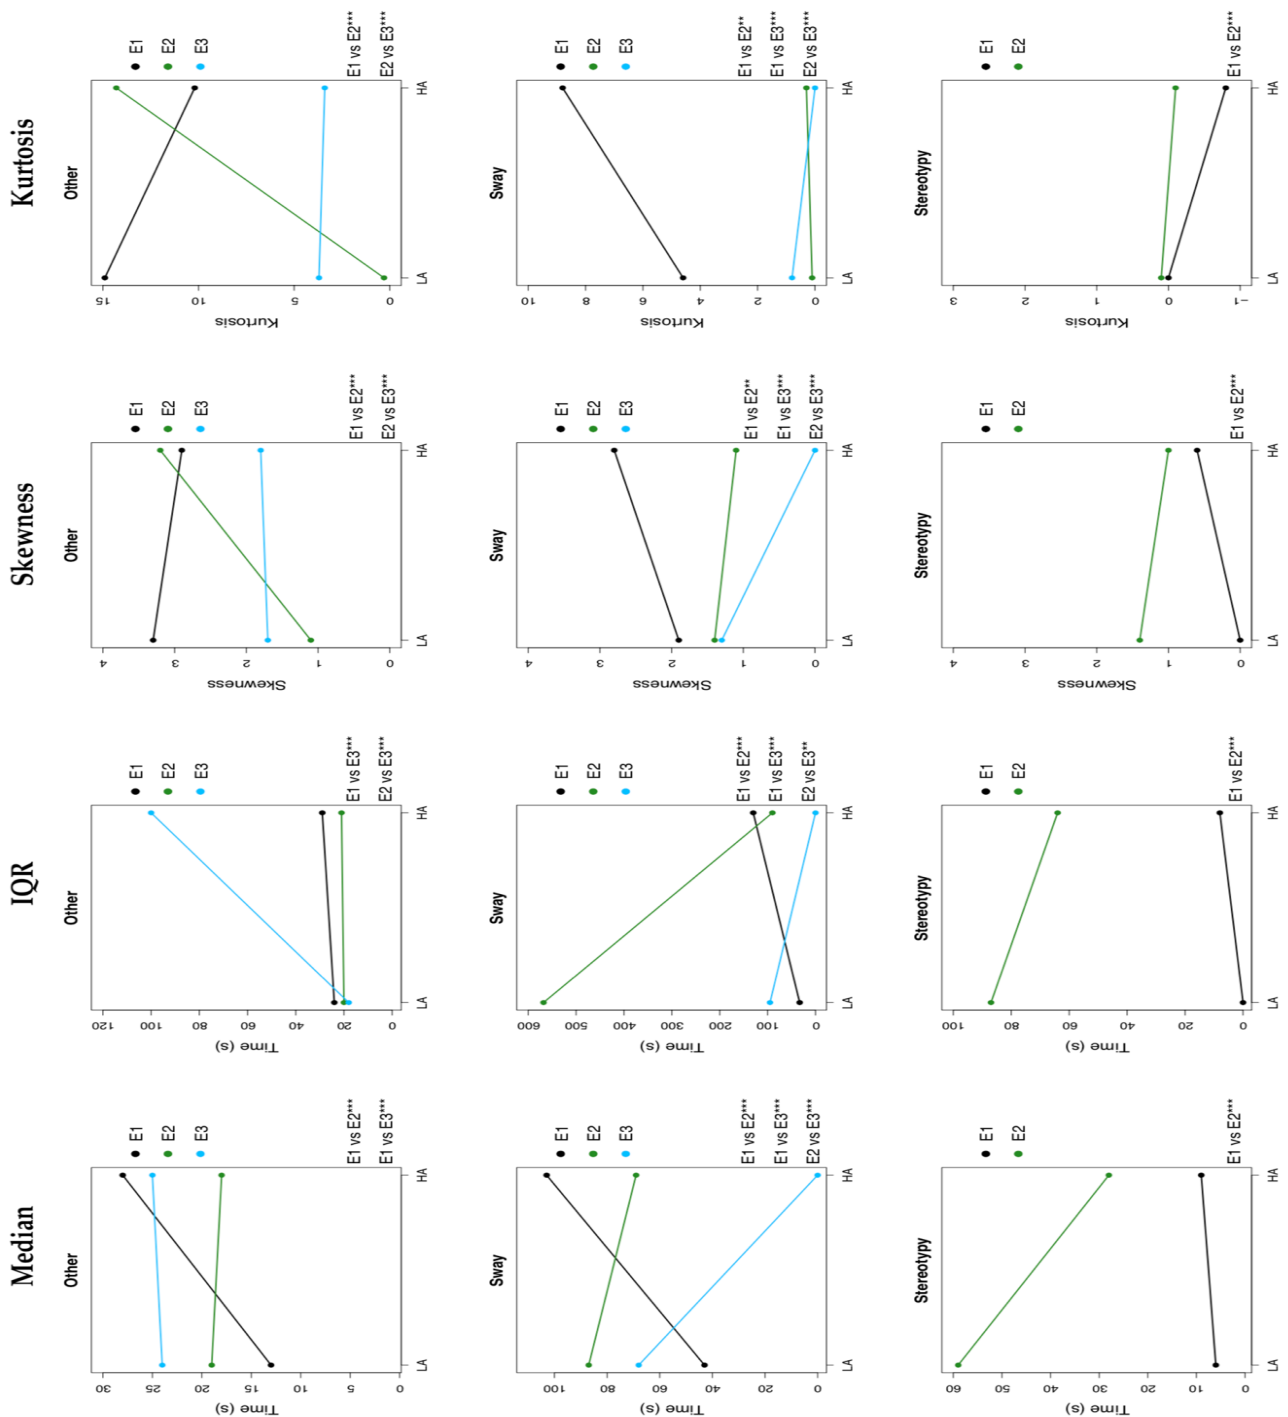 Median
IQR
Skewness
Kurtosis
Other
Time (s)
30
25
20
15
10
5
0
LA
HA
E1
E2
E3
E1 vs E2***
E1 vs E3***
Other
Time (s)
120
100
80
60
40
20
0
LA
HA
E1
E2
E3
E1 vs E3***
E2 vs E3***
Other
Skewness
4
3
2
1
0
LA
HA
E1
E2
E3
E1 vs E2***
E2 vs E3***
Other
Kurtosis
15
10
5
0
LA
HA
E1
E2
E3
E1 vs E2***
E2 vs E3***
Sway
Time (s)
100
80
60
40
20
0
LA
HA
E1
E2
E3
E1 vs E2***
E1 vs E3***
E2 vs E3***
Sway
Time (s)
600
500
400
300
200
100
0
LA
HA
E1
E2
E3
E1 vs E2***
E1 vs E3***
E2 vs E3**
Sway
Skewness
4
3
2
1
0
LA
HA
E1
E2
E3
E1 vs E2**
E1 vs E3***
E2 vs E3***
Sway
Kurtosis
10
8
6
4
2
0
LA
HA
E1
E2
E3
E1 vs E2**
E1 vs E3***
E2 vs E3***
Stereotypy
Time (s)
60
50
40
30
20
10
0
LA
HA
E1
E2
E1 vs E2***
Stereotypy
Time (s)
100
80
60
40
20
0
LA
HA
E1
E2
E1 vs E2***
Stereotypy
Skewness
4
3
2
1
0
LA
HA
E1
E2
E1 vs E2***
Stereotypy
Kurtosis
3
2
1
0
−1
LA
HA
E1
E2
E1 vs E2***